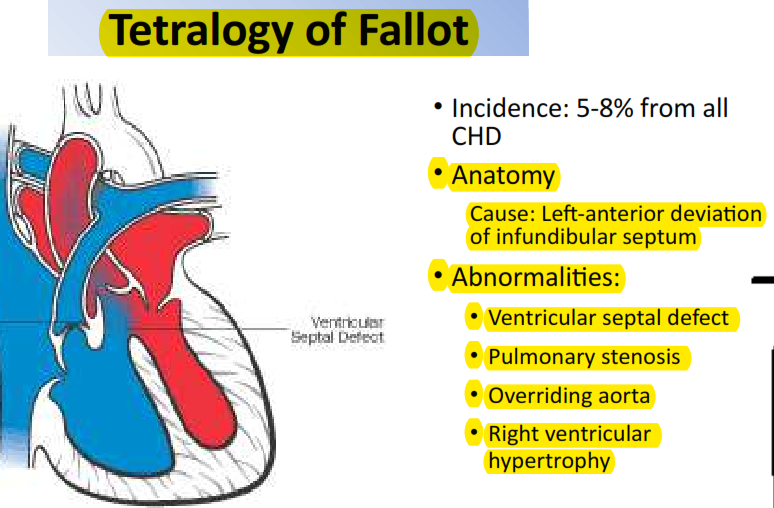 Tetralogy of Fallot
• Incidence: 5-8% from all
CHD
• Anatomy
Cause: Left-anterior deviation
of infundibular septum
• Abnormalities:
• Ventricular septal defect
• Pulmonary stenosis
• Overriding aorta
• Right ventricular
hypertrophy
Ventricular
Septal Defect